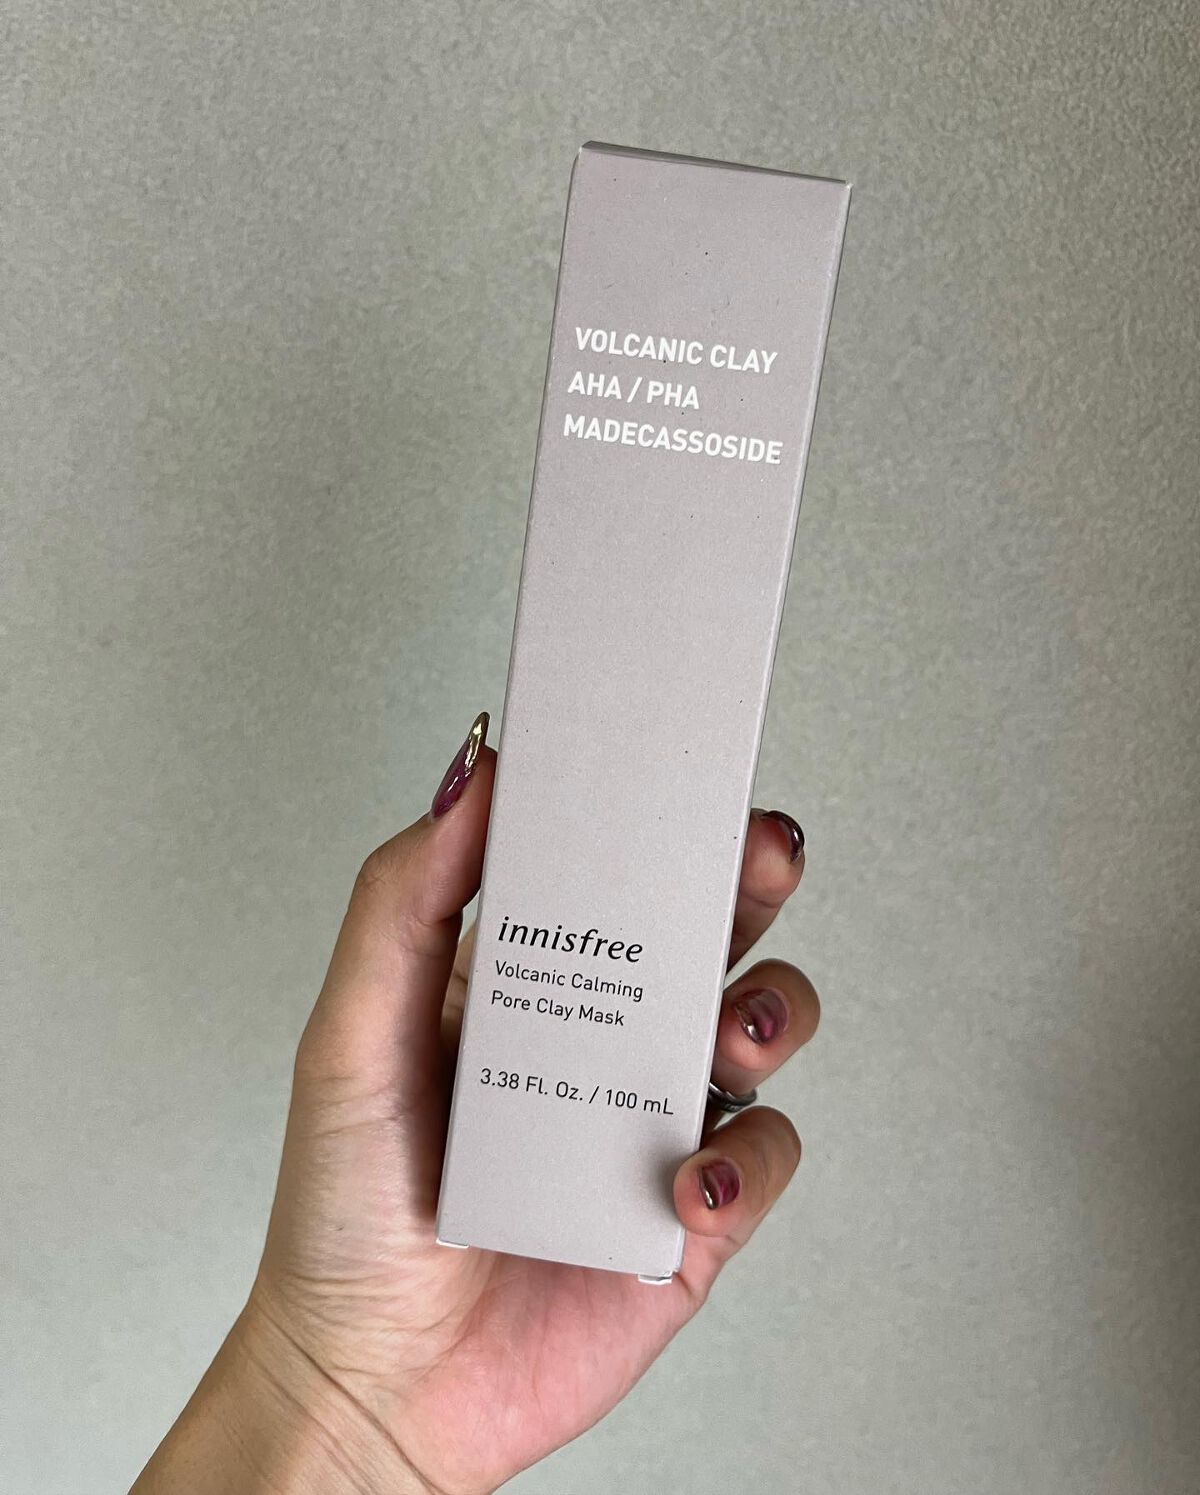 VOLCANIC CLAY
AHA / PHA
MADECASSOSIDE
innisfree
Volcanic Calming
Pore Clay Mask
3.38 Fl. Oz. / 100 mL